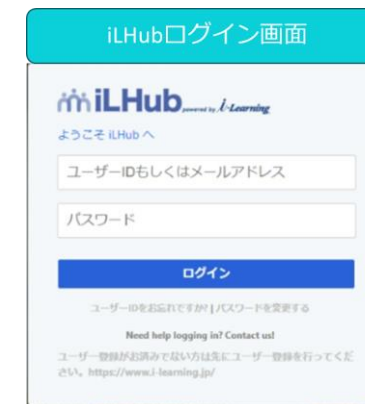 iLHubログイン画面
iLHub powered by i-Learning
ようこそ iLHub へ
ユーザーIDもしくはメールアドレス
パスワード
ログイン
ユーザーIDをお忘れですか? | パスワードを変更する
Need help logging in? Contact us!
ユーザー登録がお済みでない方は先にユーザー登録を行ってくだ
さい。https://www.i-learning.jp/